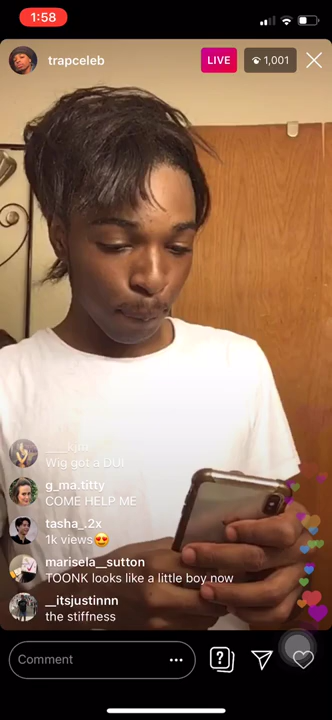 1:58
trapceleb
LIVE
1,001
Wig got a DUI
g_ma.titty
COME HELP ME
tasha_.2x
1k views😍
marisela__sutton
TOONK looks like a little boy now
__itsjustinnn
the stiffness
Comment